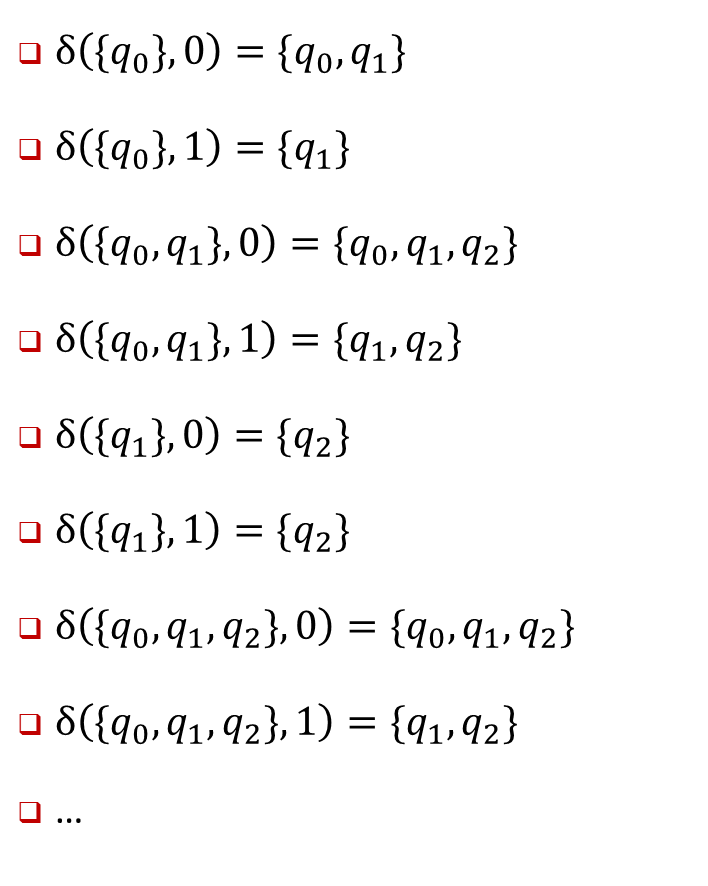 ❑ δ({q₀}, 0) = {q₀, q₁}
❑ δ({q₀}, 1) = {q₁}
❑ δ({q₀, q₁}, 0) = {q₀, q₁, q₂}
❑ δ({q₀, q₁}, 1) = {q₁, q₂}
❑ δ({q₁}, 0) = {q₂}
❑ δ({q₁}, 1) = {q₂}
❑ δ({q₀, q₁, q₂}, 0) = {q₀, q₁, q₂}
❑ δ({q₀, q₁, q₂}, 1) = {q₁, q₂}
❑ ...